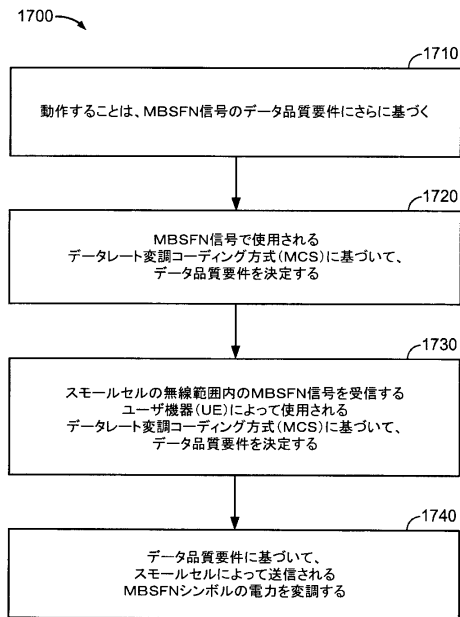 1700
1710
動作することは、MBSFN信号のデータ品質要件にさらに基づく
1720
MBSFN信号で使用される
データレート変調コーディング方式(MCS)に基づいて、
データ品質要件を決定する
1730
スモールセルの無線範囲内のMBSFN信号を受信する
ユーザ機器(UE)によって使用される
データレート変調コーディング方式(MCS)に基づいて、
データ品質要件を決定する
1740
データ品質要件に基づいて、
スモールセルによって送信される
MBSFNシンボルの電力を変調する